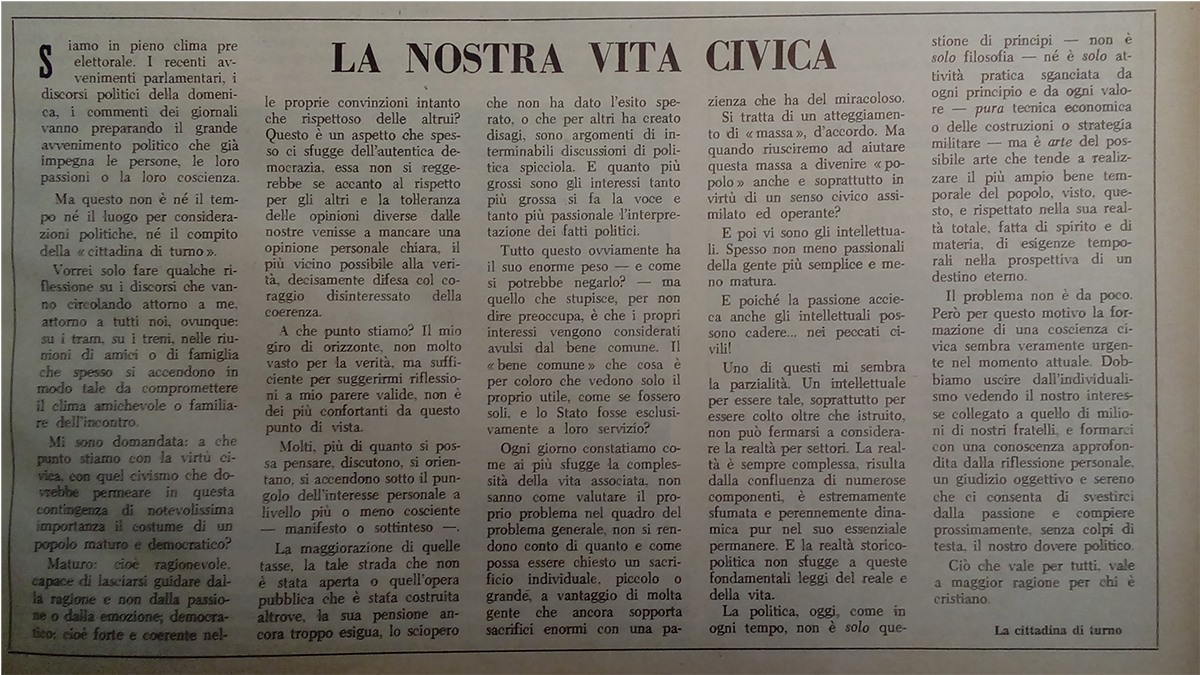 LA NOSTRA VITA CIVICA
Siamo in pieno clima pre
elettorale. I recenti av-
venimenti parlamentari, i
discorsi politici della domeni-
ca, i commenti dei giornali
vanno preparando il grande
avvenimento politico che già
impegna le persone, le loro
passioni o la loro coscienza.
Ma questo non è né il tem-
po né il luogo per considera-
zioni politiche, né il compito
della « cittadina di turno ».
Vorrei solo fare qualche ri-
flessione su i discorsi che van-
no circolando attorno a me,
attorno a tutti noi, ovunque:
su i tram, su i treni, nelle riu-
nioni di amici o di famiglia
che spesso si accendono in
modo tale da compromettere
il clima amichevole o familia-
re dell'incontro.
Mi sono domandata: a che
punto stiamo con la virtù ci-
vica, con quel civismo che do-
vrebbe permeare in questa
contingenza di notevolissima
importanza il costume di un
popolo maturo e democratico?
Maturo: cioè ragionevole,
capace di lasciarsi guidare dal-
la ragione e non dalla passio-
ne o dalla emozione; democra-
tico: cioè forte e coerente nel-
le proprie convinzioni intanto
che rispettoso delle altrui?
Questo è un aspetto che spes-
so ci sfugge dell'autentica de-
mocrazia, essa non si regge-
rebbe se accanto al rispetto
per gli altri e la tolleranza
delle opinioni diverse dalle
nostre venisse a mancare una
opinione personale chiara, il
più vicino possibile alla veri-
tà, decisamente difesa col co-
raggio disinteressato della
coerenza.
A che punto stiamo? Il mio
giro di orizzonte, non molto
vasto per la verità, ma suffi-
ciente per suggerirmi riflessio-
ni a mio parere valide, non è
dei più confortanti da questo
punto di vista.
Molti, più di quanto si pos-
sa pensare, discutono, si orien-
tano, si accendono sotto il pun-
golo dell'interesse personale a
livello più o meno cosciente
— manifesto o sottinteso —.
La maggiorazione di quelle
tasse, la tale strada che non
è stata aperta o quell'opera
pubblica che è stafa costruita
altrove, la sua pensione an-
cora troppo esigua, lo sciopero
che non ha dato l'esito spe-
rato, o che per altri ha creato
disagi, sono argomenti di in-
terminabili discussioni di poli-
tica spicciola. E quanto più
grossi sono gli interessi tanto
più grossa si fa la voce e
tanto più passionale l'interpre-
tazione dei fatti politici.
Tutto questo ovviamente ha
il suo enorme peso — e come
si potrebbe negarlo? — ma
quello che stupisce, per non
dire preoccupa, è che i propri
interessi vengono considerati
avulsi dal bene comune. Il
« bene comune » che cosa è
per coloro che vedono solo il
proprio utile, come se fossero
soli, e lo Stato fosse esclusi-
vamente a loro servizio?
Ogni giorno constatiamo co-
me ai più sfugge la comples-
sità della vita associata, non
sanno come valutare il pro-
prio problema nel quadro del
problema generale, non si ren-
dono conto di quanto e come
possa essere chiesto un sacri-
ficio individuale, piccolo o
grande, a vantaggio di molta
gente che ancora sopporta
sacrifici enormi con una pa-
zienza che ha del miracoloso.
Si tratta di un atteggiamento
di « massa », d'accordo. Ma
quando riusciremo ad aiutare
questa massa a divenire « po-
polo » anche e soprattutto in
virtù di un senso civico assi-
milato ed operante?
E poi vi sono gli intellettua-
li. Spesso non meno passionali
della gente più semplice e me-
no matura.
E poiché la passione accie-
ca anche gli intellettuali pos-
sono cadere... nei peccati ci-
vili!
Uno di questi mi sembra
la parzialità. Un intellettuale
per essere tale, soprattutto per
essere colto oltre che istruito,
non può fermarsi a considera-
re la realtà per settori. La real-
tà è sempre complessa, risulta
dalla confluenza di numerose
componenti, è estremamente
sfumata e perennemente dina-
mica pur nel suo essenziale
permanere. E la realtà storico-
politica non sfugge a queste
fondamentali leggi del reale e
della vita.
La politica, oggi, come in
ogni tempo, non è solo que-
stione di principi — non è
solo filosofia — né è solo at-
tività pratica sganciata da
ogni principio e da ogni valo-
re — pura tecnica economica
o delle costruzioni o strategia
militare — ma è arte del pos-
sibile arte che tende a realiz-
zare il più ampio bene tem-
porale del popolo, visto, que-
sto, e rispettato nella sua real-
tà totale, fatta di spirito e di
materia, di esigenze tempo-
rali nella prospettiva di un
destino eterno.
Il problema non è da poco.
Però per questo motivo la for-
mazione di una coscienza ci-
vica sembra veramente urgen-
te nel momento attuale. Dob-
biamo uscire dall'individuali-
smo vedendo il nostro interes-
se collegato a quello di milio-
ni di nostri fratelli, e formarci
con una conoscenza approfon-
dita dalla riflessione personale,
un giudizio oggettivo e sereno
che ci consenta di svestirci
dalla passione e compiere
prossimamente, senza colpi di
testa, il nostro dovere politico.
Ciò che vale per tutti, vale
a maggior ragione per chi è
cristiano.
La cittadina di turno